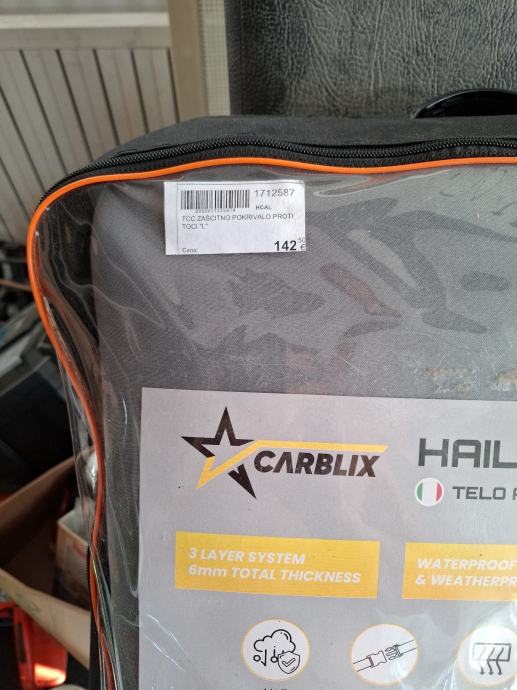 1712587
HCAL
TCC ZASCITNO POKRIVALO PROTI
TOCI "L"
Cena:
142 50 €
CARBLIX
HAIL
TELO
3 LAYER SYSTEM
6mm TOTAL THICKNESS
WATERPROOF
& WEATHERPR